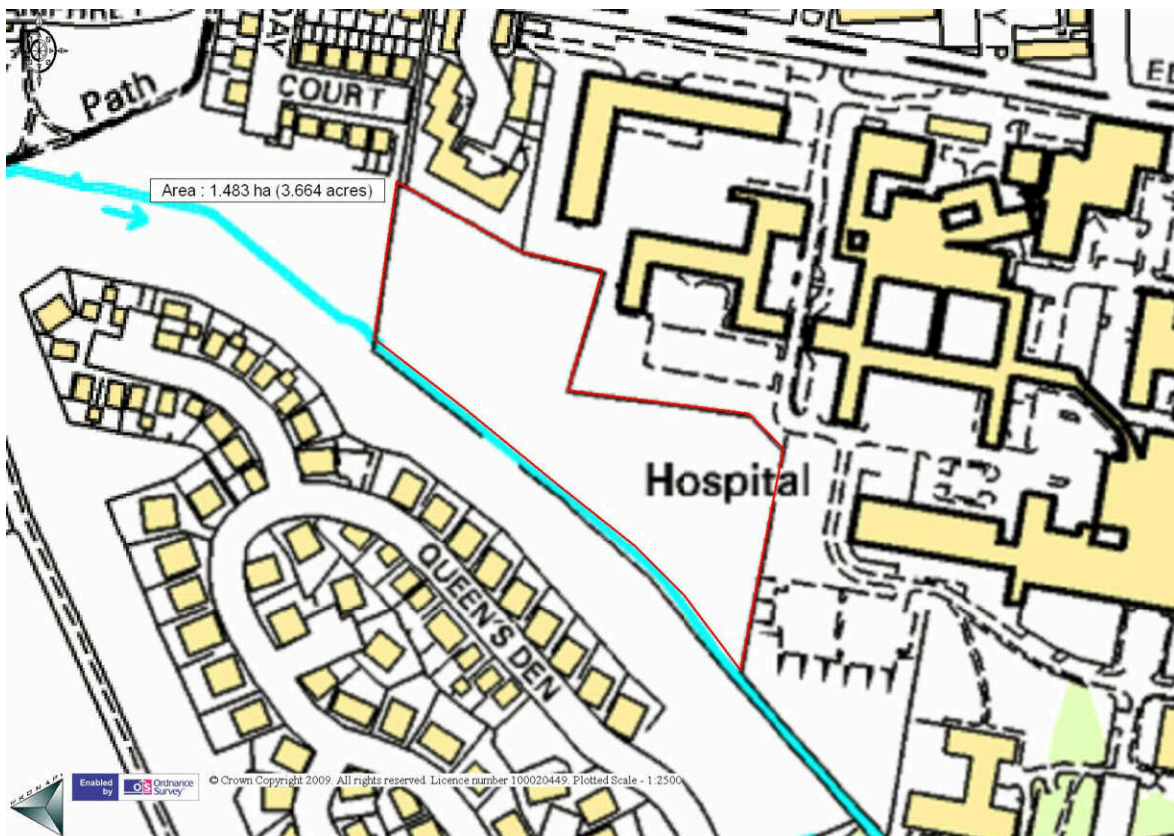 Path
COURT
Area : 1.483 ha (3.664 acres)
Hospital
QUEEN'S DEN
Enabled by
OS Ordnance Survey
© Crown Copyright 2009. All rights reserved. Licence number 100020449. Plotted Scale - 1:2500